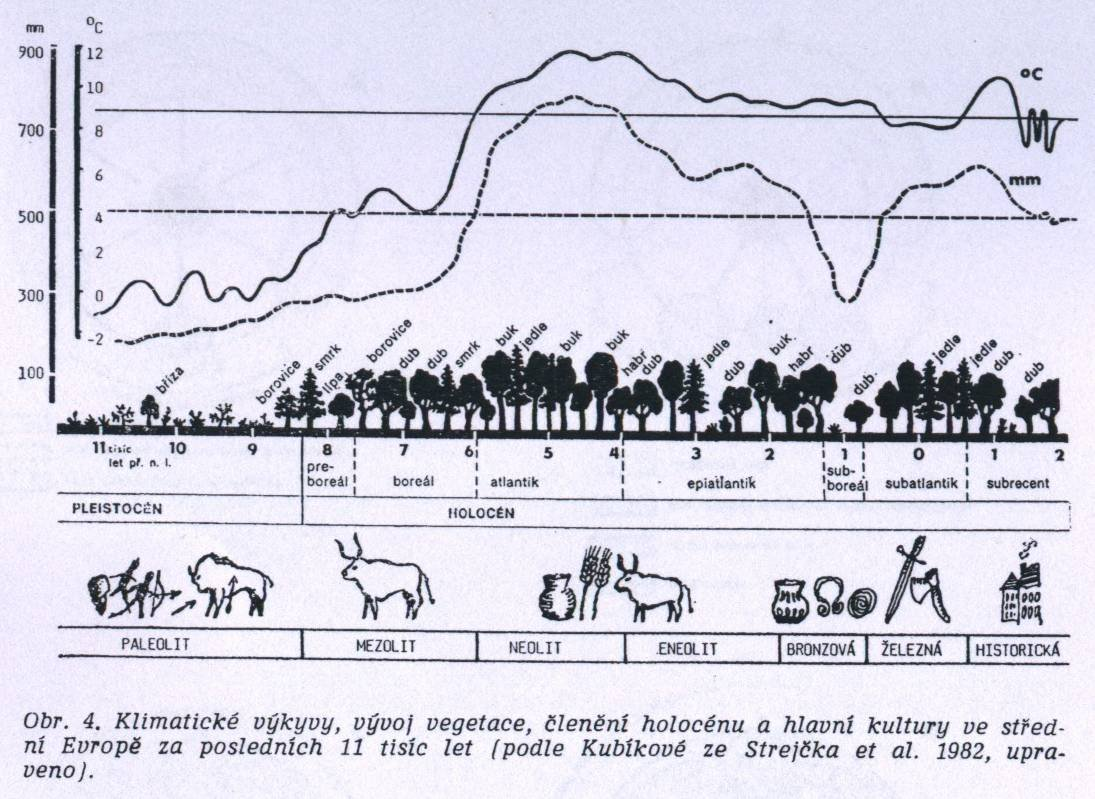 mm
°C
900
12
10
700
8
6
500
4
2
300
0
-2
100
°C
mm
bříza
borovice
smrk
lípa
borovice
dub
dub
smrk
buk
jedle
buk
buk
habř
dub
jedle
dub
buk
habr
dub
dub
jedle
jedle
dub
dub
11 tisíc 10 9 8 7 6 5 4 3 2 1 0 1 2
let př. n. l.
pre-
boreál
boreál
atlantik
epiatlantik
sub-
boreál
subatlantik
subrecent
PLEISTOCÉN
HOLOCÉN
PALEOLIT MEZOLIT NEOLIT ENEOLIT BRONZOVÁ ŽELEZNÁ HISTORICKÁ
Obr. 4. Klimatické výkyvy, vývoj vegetace, členění holocénu a hlavní kultury ve střed-
ní Evropě za posledních 11 tisíc let (podle Kubíkové ze Strejčka et al. 1982, upra-
veno).